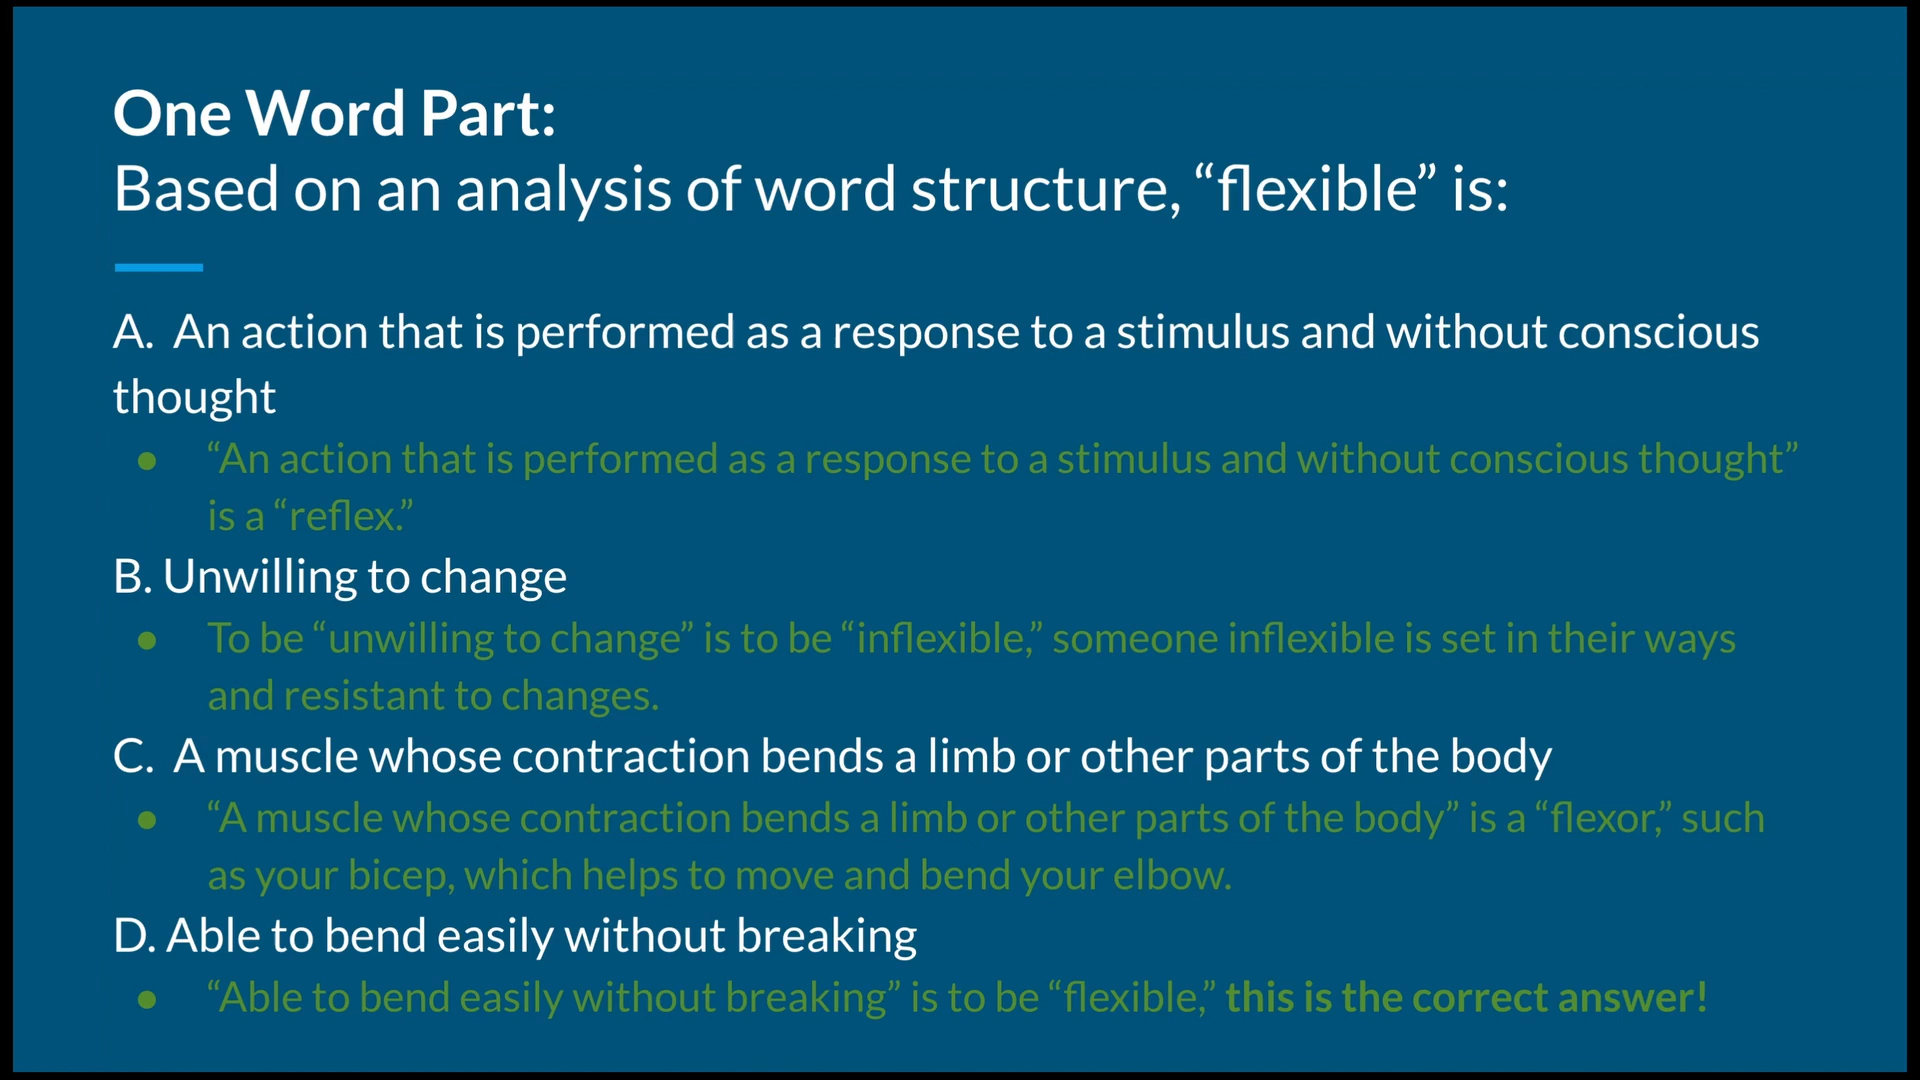 One Word Part:
Based on an analysis of word structure, “flexible” is:
A. An action that is performed as a response to a stimulus and without conscious
thought
● “An action that is performed as a response to a stimulus and without conscious thought”
is a “reflex.”
B. Unwilling to change
● To be “unwilling to change” is to be “inflexible,” someone inflexible is set in their ways
and resistant to changes.
C. A muscle whose contraction bends a limb or other parts of the body
● “A muscle whose contraction bends a limb or other parts of the body” is a “flexor,” such
as your bicep, which helps to move and bend your elbow.
D. Able to bend easily without breaking
● “Able to bend easily without breaking” is to be “flexible,” this is the correct answer!